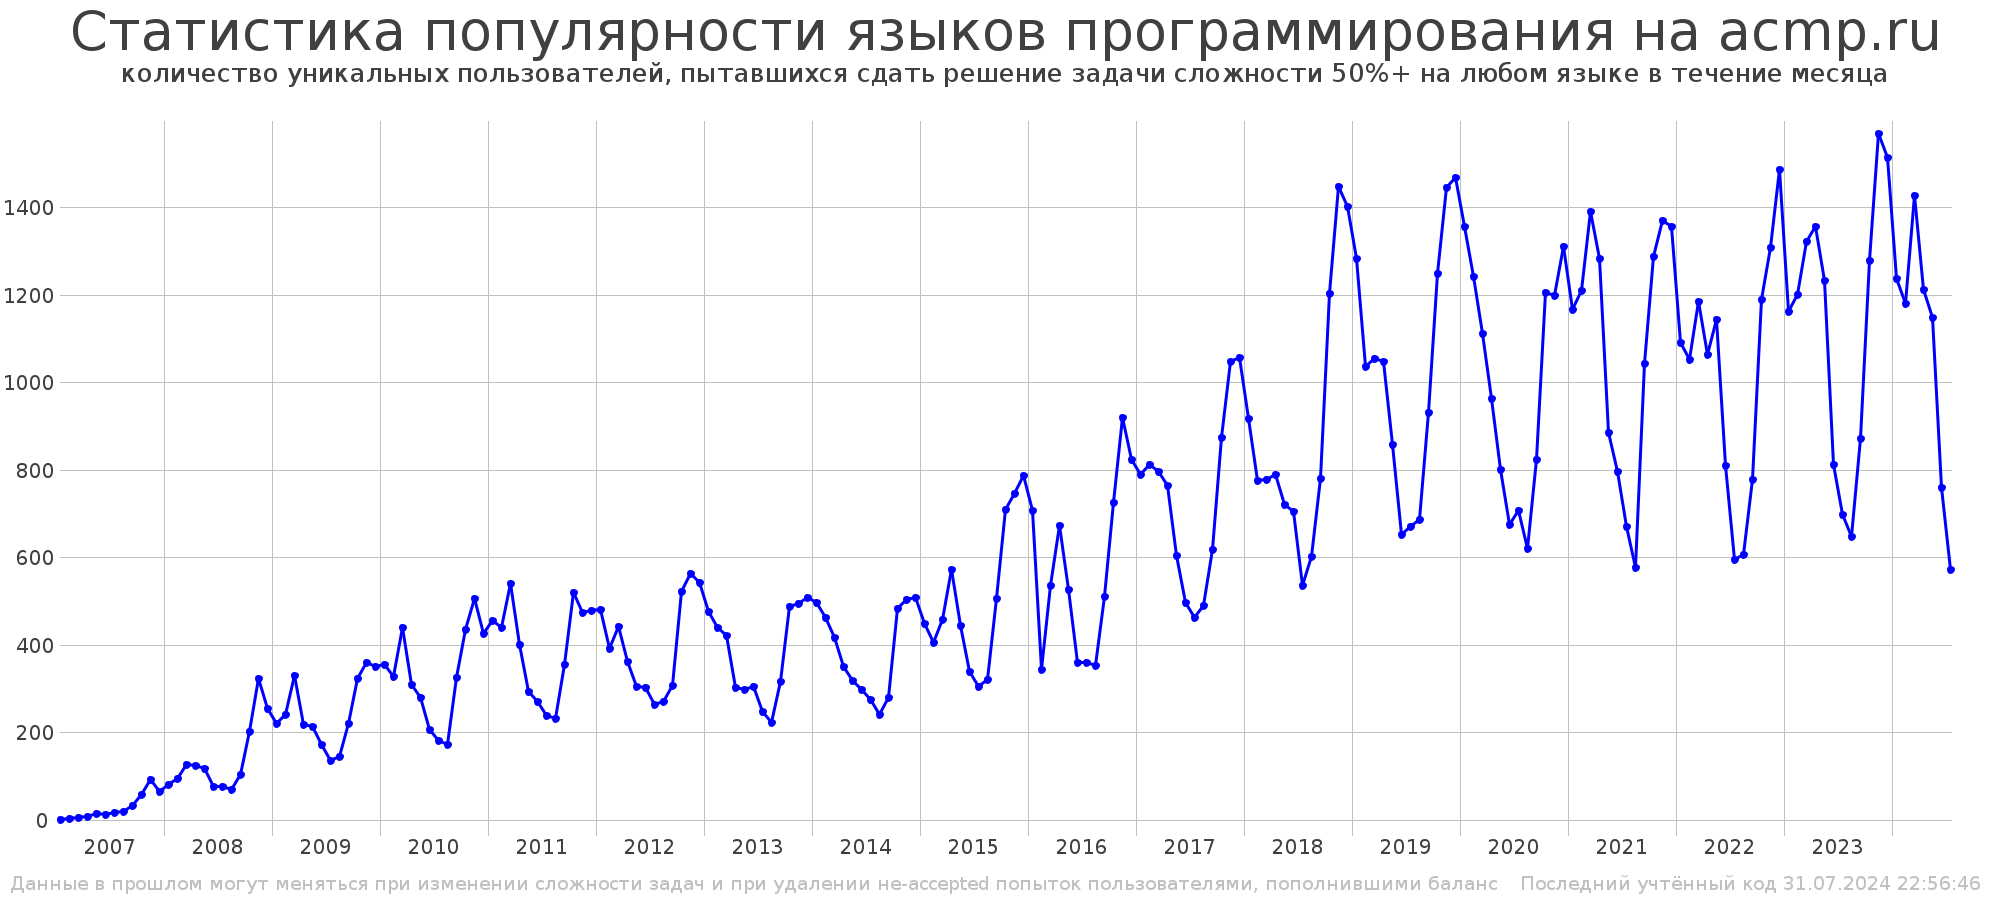 Статистика популярности языков программирования на acmp.ru
количество уникальных пользователей, пытавшихся сдать решение задачи сложности 50%+ на любом языке в течение месяца
1400
1200
1000
800
600
400
200
0
2007 2008 2009 2010 2011 2012 2013 2014 2015 2016 2017 2018 2019 2020 2021 2022 2023
Данные в прошлом могут меняться при изменении сложности задач и при удалении не-accepted попыток пользователями, пополнившими баланс Последний учтённый код 31.07.2024 22:56:46